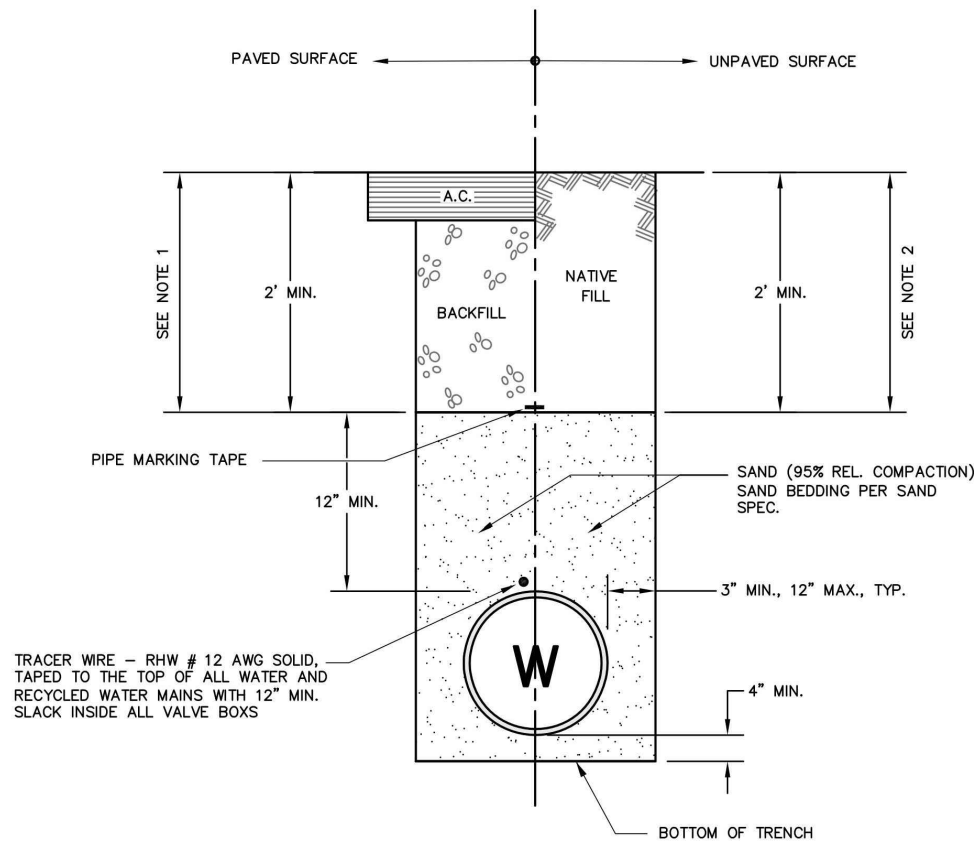 PAVED SURFACE
UNPAVED SURFACE
A.C.
SEE NOTE 1
2' MIN.
BACKFILL
NATIVE
FILL
2' MIN.
SEE NOTE 2
PIPE MARKING TAPE
12" MIN.
SAND (95% REL. COMPACTION)
SAND BEDDING PER SAND
SPEC.
3" MIN., 12" MAX., TYP.
W
TRACER WIRE – RHW # 12 AWG SOLID,
TAPED TO THE TOP OF ALL WATER AND
RECYCLED WATER MAINS WITH 12" MIN.
SLACK INSIDE ALL VALVE BOXS
4" MIN.
BOTTOM OF TRENCH